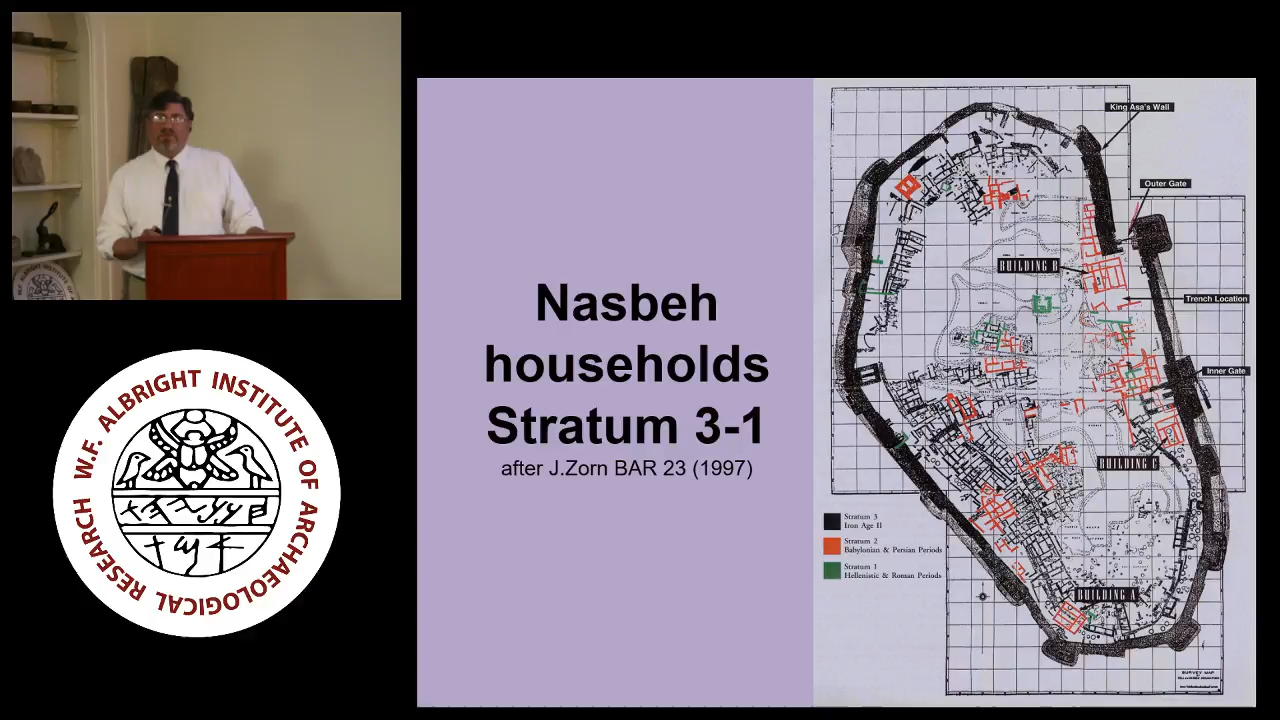 Nasbeh
households
Stratum 3-1
after J.Zorn BAR 23 (1997)
King Asa's Wall
Outer Gate
BUILDING B
Trench Location
Inner Gate
BUILDING C
Stratum 3
Iron Age II
Stratum 2
Babylonian & Persian Periods
Stratum 1
Hellenistic & Roman Periods
BUILDING A
SURVEY MAP
W.F. ALBRIGHT INSTITUTE OF ARCHAEOLOGICAL RESEARCH